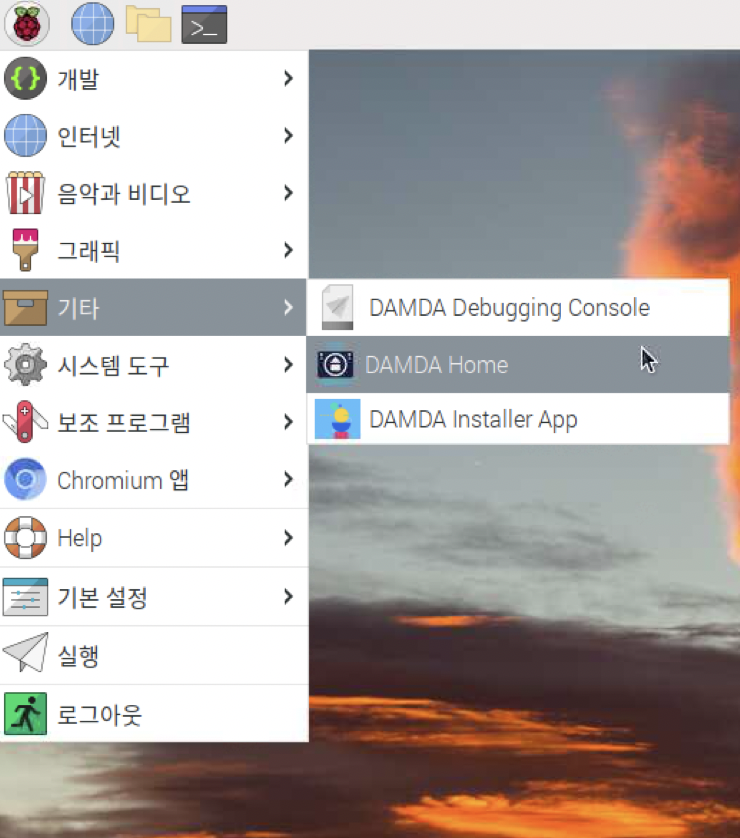 >_
개발
인터넷
음악과 비디오
그래픽
기타
DAMDA Debugging Console
시스템 도구
DAMDA Home
보조 프로그램
DAMDA Installer App
Chromium 앱
Help
기본 설정
실행
로그아웃